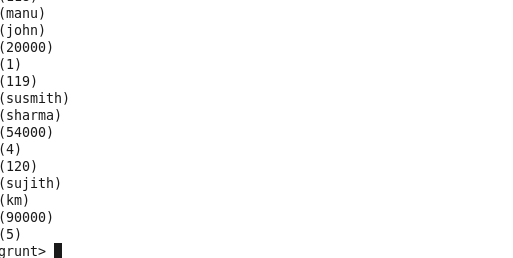 (manu)
(john)
(20000)
(1)
(119)
(susmith)
(sharma)
(54000)
(4)
(120)
(sujith)
(km)
(90000)
(5)
grunt>